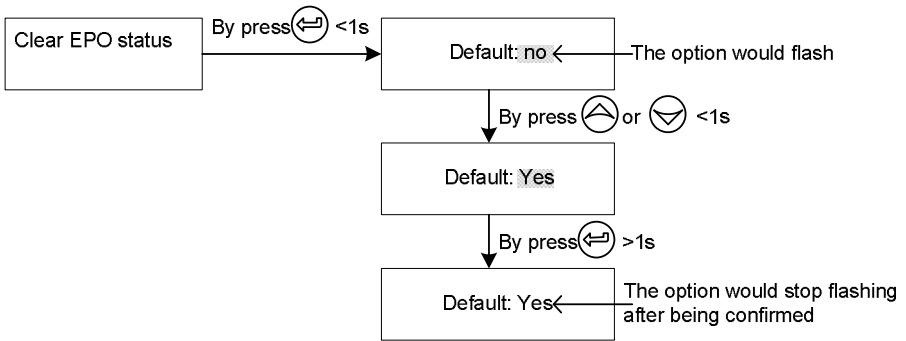 Clear EPO status
By press <1s
Default: no
The option would flash
By press or <1s
Default: Yes
By press >1s
Default: Yes
The option would stop flashing
after being confirmed